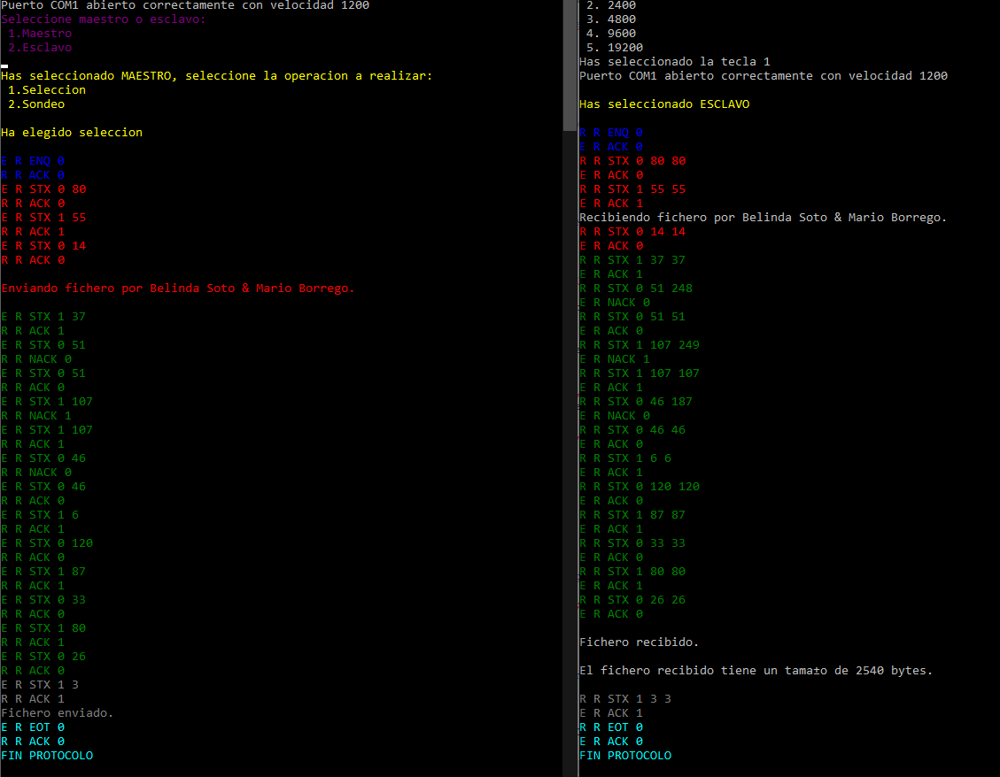 Puerto COM1 abierto correctamente con velocidad 1200
Seleccione maestro o esclavo:
1.Maestro
2.Esclavo
Has seleccionado MAESTRO, seleccione la operacion a realizar:
1.Seleccion
2.Sondeo
Ha elegido seleccion
E R ENQ 0
R R ACK 0
E R STX 0 80
R R ACK 0
E R STX 1 55
R R ACK 1
E R STX 0 14
R R ACK 0
Enviando fichero por Belinda Soto & Mario Borrego.
E R STX 1 37
R R ACK 1
E R STX 0 51
R R NACK 0
E R STX 0 51
R R ACK 0
E R STX 1 107
R R NACK 1
E R STX 1 107
R R ACK 1
E R STX 0 46
R R NACK 0
E R STX 0 46
R R ACK 0
E R STX 1 6
R R ACK 1
E R STX 0 120
R R ACK 0
E R STX 1 87
R R ACK 1
E R STX 0 33
R R ACK 0
E R STX 1 80
R R ACK 1
E R STX 0 26
R R ACK 0
E R STX 1 3
R R ACK 1
Fichero enviado.
E R EOT 0
R R ACK 0
FIN PROTOCOLO
2. 2400
3. 4800
4. 9600
5. 19200
Has seleccionado la tecla 1
Puerto COM1 abierto correctamente con velocidad 1200
Has seleccionado ESCLAVO
R R ENQ 0
E R ACK 0
R R STX 0 80 80
E R ACK 0
R R STX 1 55 55
E R ACK 1
Recibiendo fichero por Belinda Soto & Mario Borrego.
R R STX 0 14 14
E R ACK 0
R R STX 1 37 37
E R ACK 1
R R STX 0 51 248
E R NACK 0
R R STX 0 51 51
E R ACK 0
R R STX 1 107 249
E R NACK 1
R R STX 1 107 107
E R ACK 1
R R STX 0 46 187
E R NACK 0
R R STX 0 46 46
E R ACK 0
R R STX 1 6 6
E R ACK 1
R R STX 0 120 120
E R ACK 0
R R STX 1 87 87
E R ACK 1
R R STX 0 33 33
E R ACK 0
R R STX 1 80 80
E R ACK 1
R R STX 0 26 26
E R ACK 0
Fichero recibido.
El fichero recibido tiene un tama±o de 2540 bytes.
R R STX 1 3 3
E R ACK 1
R R EOT 0
E R ACK 0
FIN PROTOCOLO